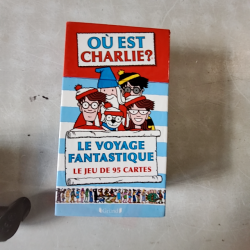 OÙ EST
CHARLIE?
LE VOYAGE
FANTASTIQUE
LE JEU DE 95 CARTES